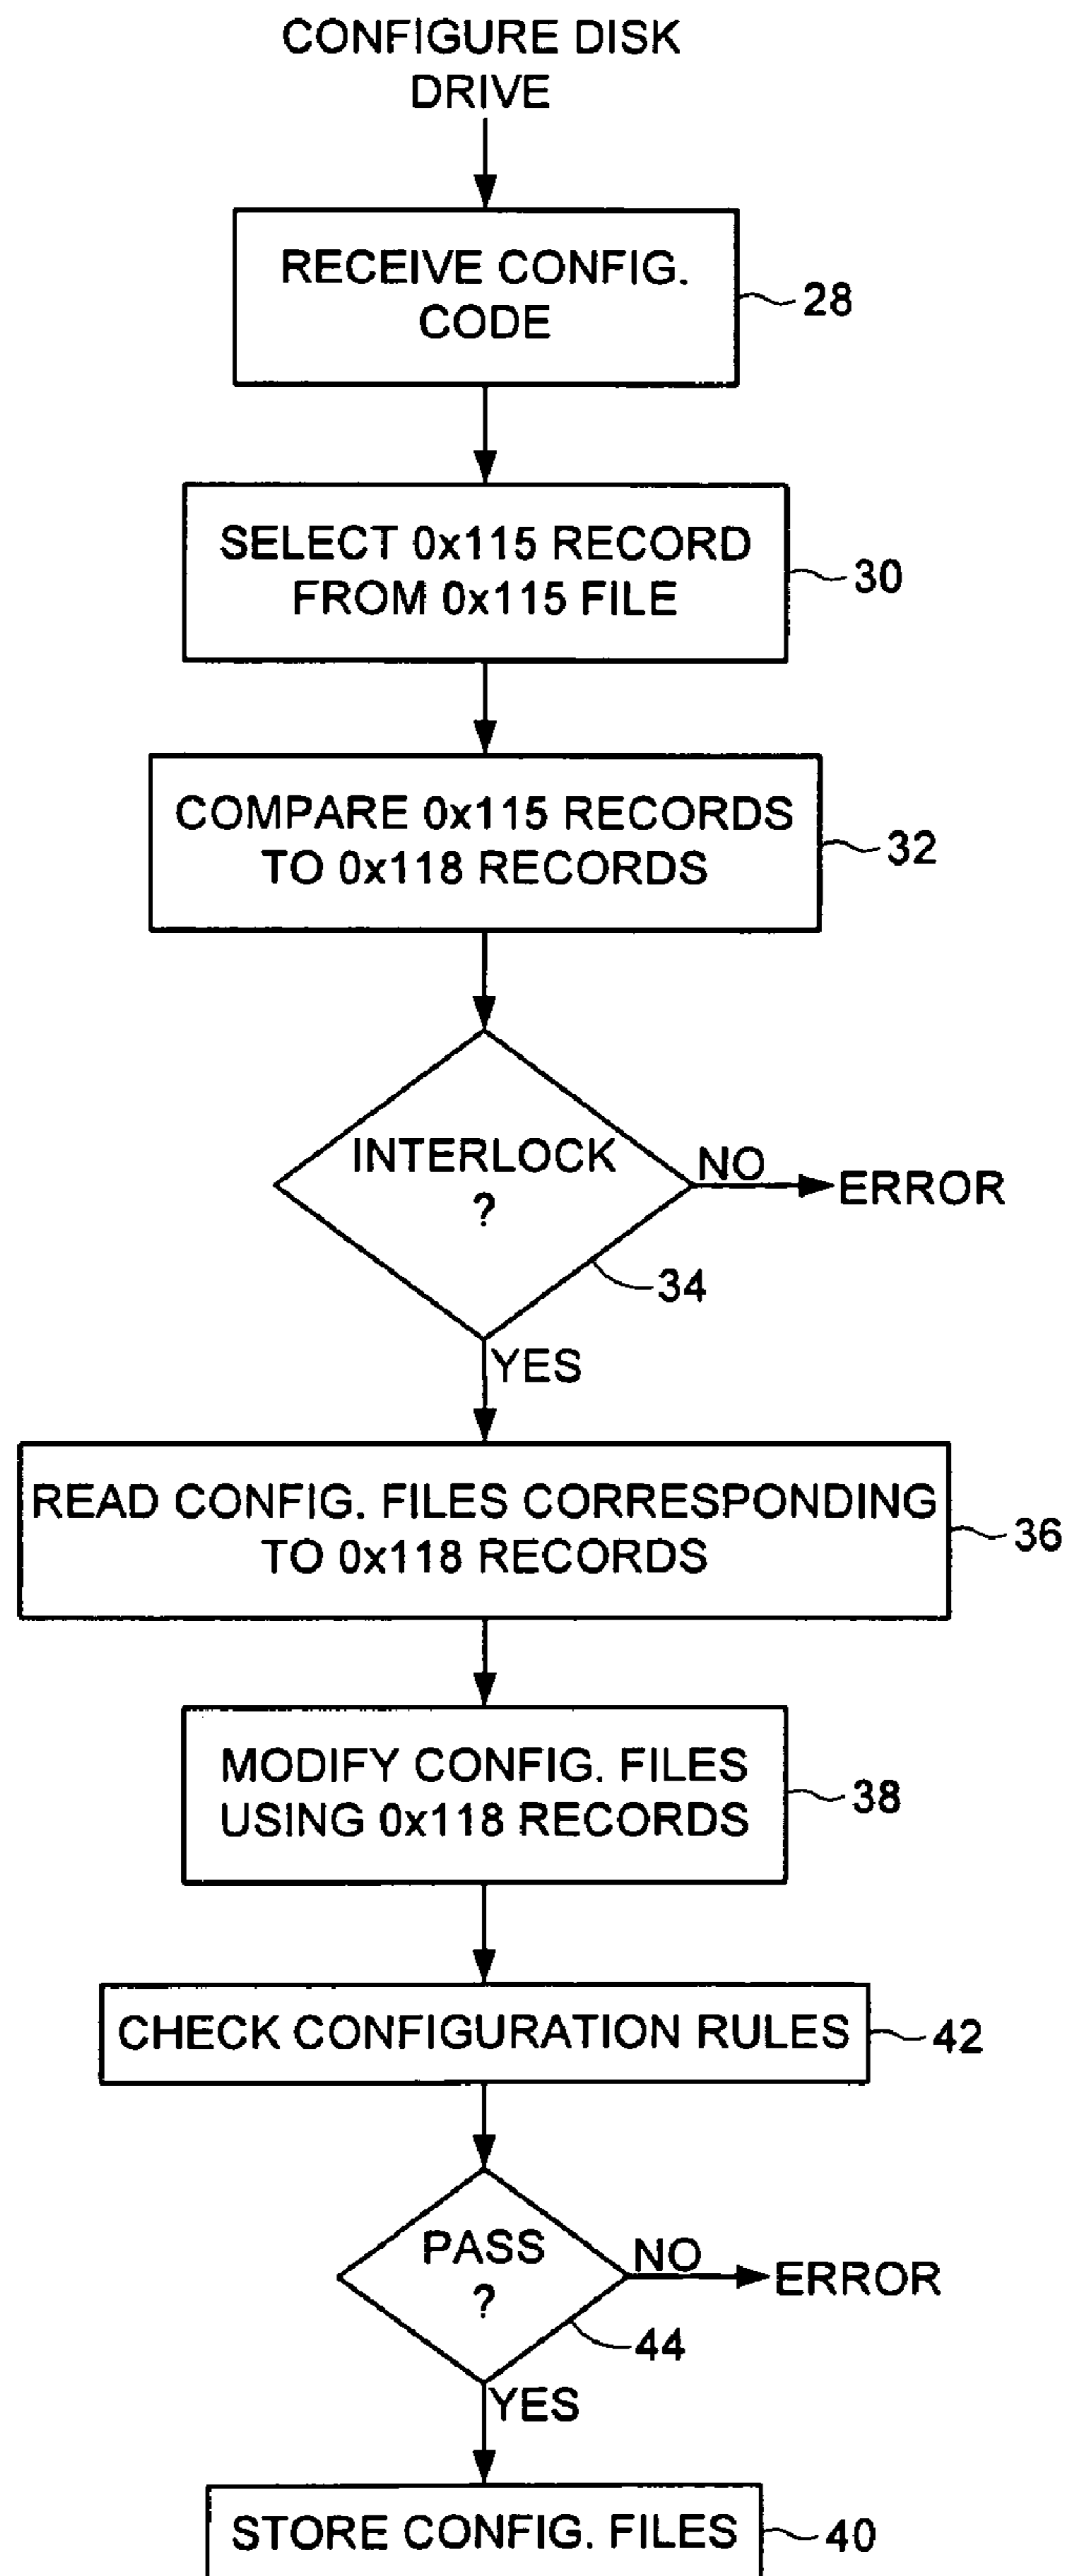 CONFIGURE DISK
DRIVE
RECEIVE CONFIG.
CODE
28
SELECT 0x115 RECORD
FROM 0x115 FILE
30
COMPARE 0x115 RECORDS
TO 0x118 RECORDS
32
INTERLOCK
?
NO
ERROR
34
YES
READ CONFIG. FILES CORRESPONDING
TO 0x118 RECORDS
36
MODIFY CONFIG. FILES
USING 0x118 RECORDS
38
CHECK CONFIGURATION RULES
42
PASS
?
NO
ERROR
44
YES
STORE CONFIG. FILES
40